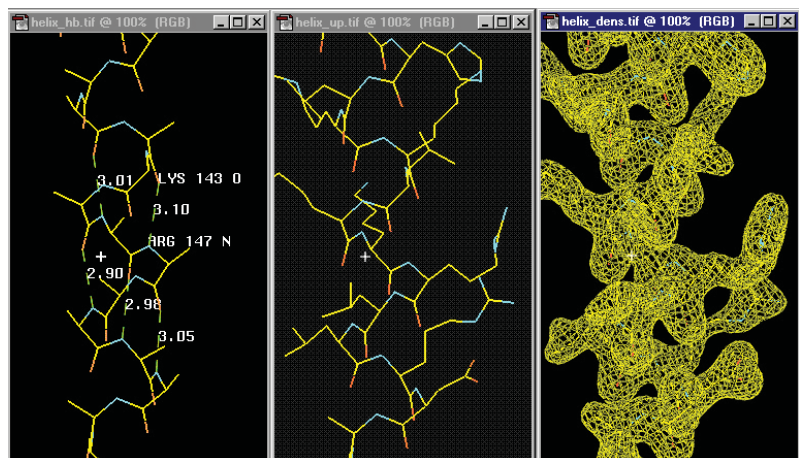 helix_hb.tif @ 100% (RGB)
helix_up.tif @ 100% (RGB)
helix_dens.tif @ 100% (RGB)
3.01
LYS 143 O
3.10
ARG 147 N
2.90
2.98
3.05